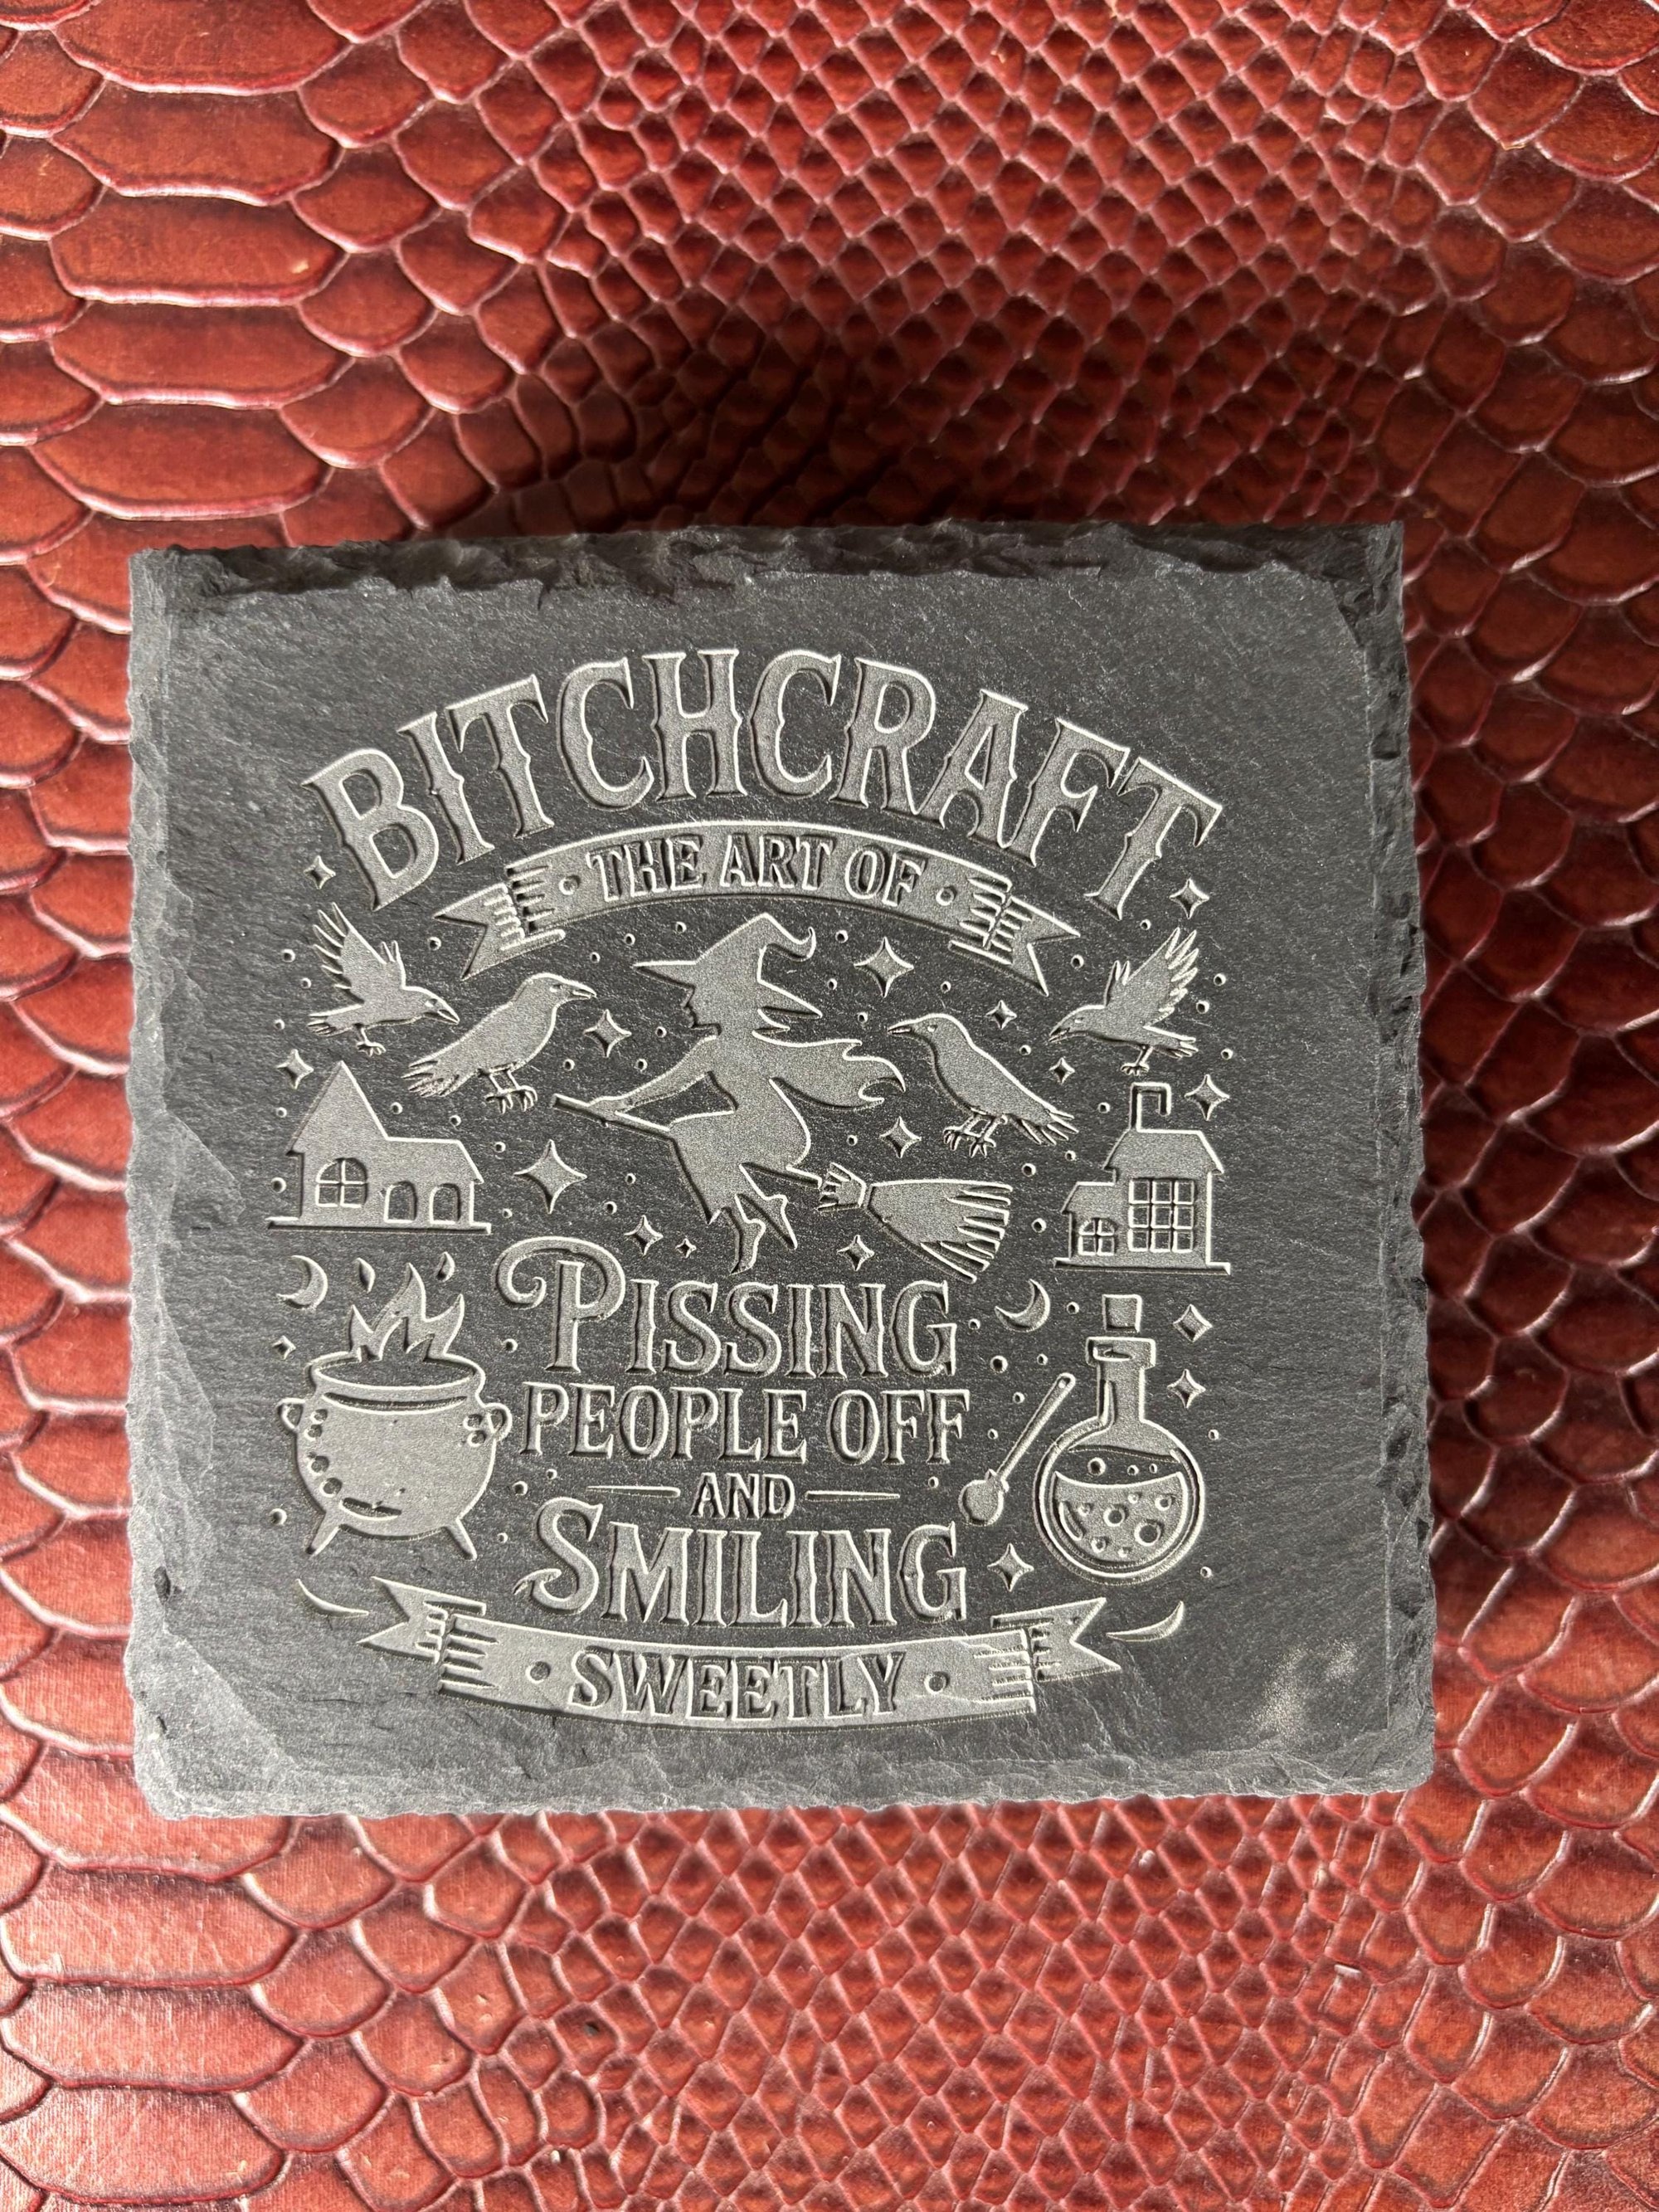 BITCHCRAFT
THE ART OF
PISSING
PEOPLE OFF
AND
SMILING
SWEETLY